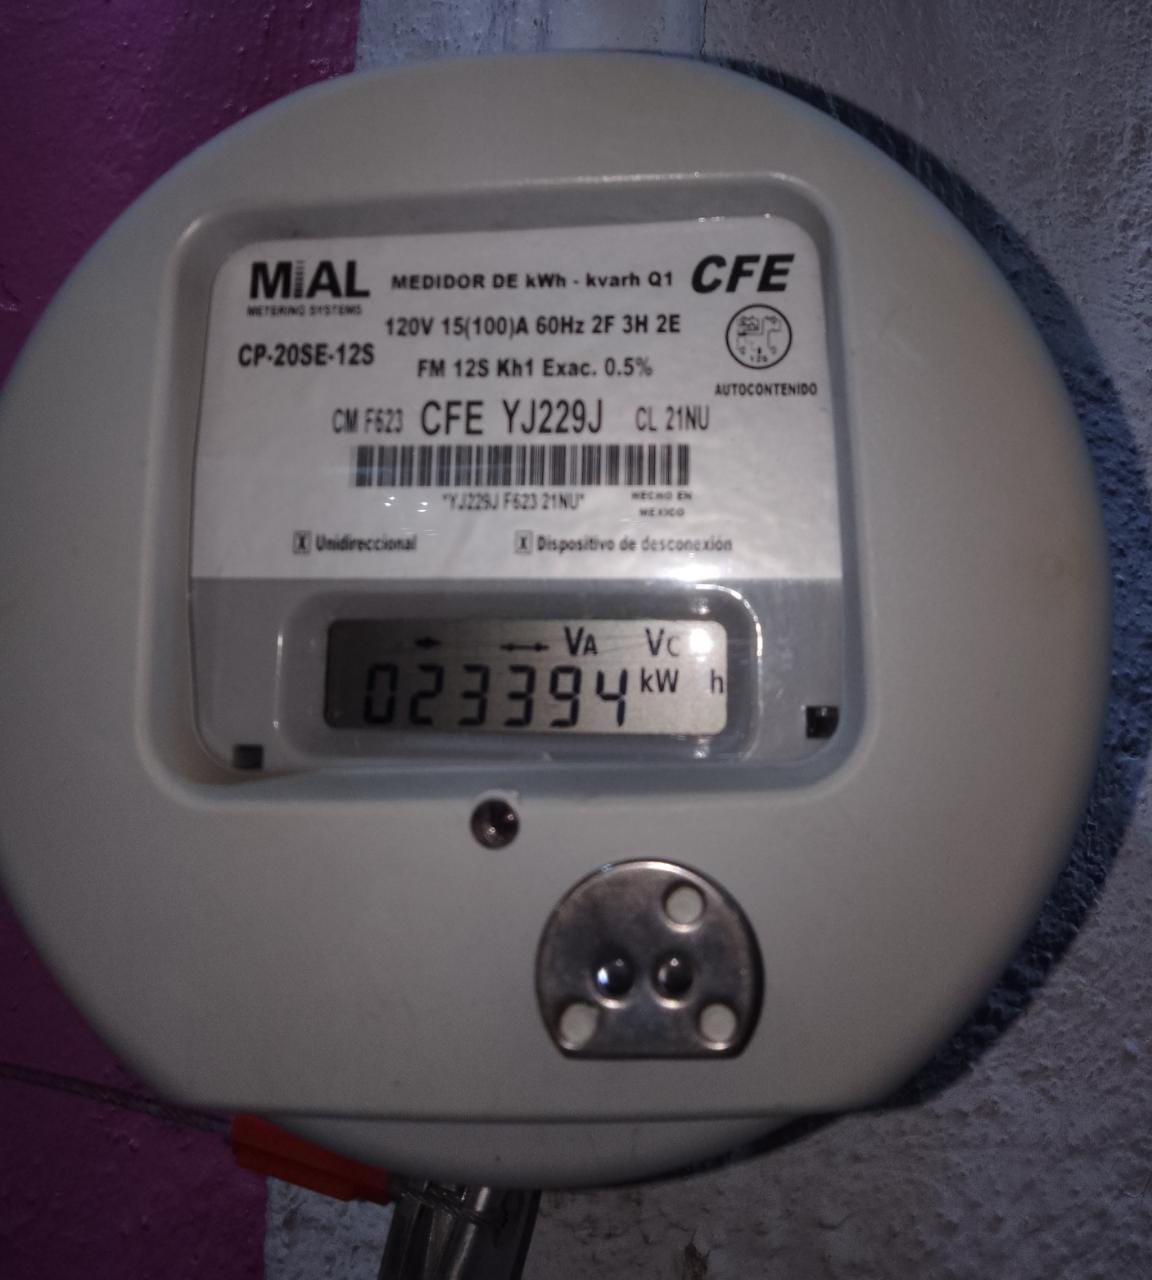 MiAL
METERING SYSTEMS
MEDIDOR DE kWh - kvarh Q1
CFE
120V 15(100)A 60Hz 2F 3H 2E
CP-20SE-12S
FM 12S Kh1 Exac. 0.5%
12S
AUTOCONTENIDO
CM F623 CFE YJ229J CL 21NU
*YJ229J F623 21NU*
HECHO EN
MEXICO
X Unidireccional
X Dispositivo de desconexión
VA VC
023394 kW h